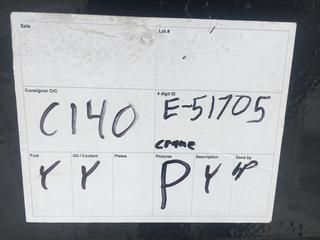 Sale Lot #
Consignor O/C 4 digit ID
C140 E-51705
crane
Fuel Oil / Coolant Plates Pictures Description Done by
Y Y P Y